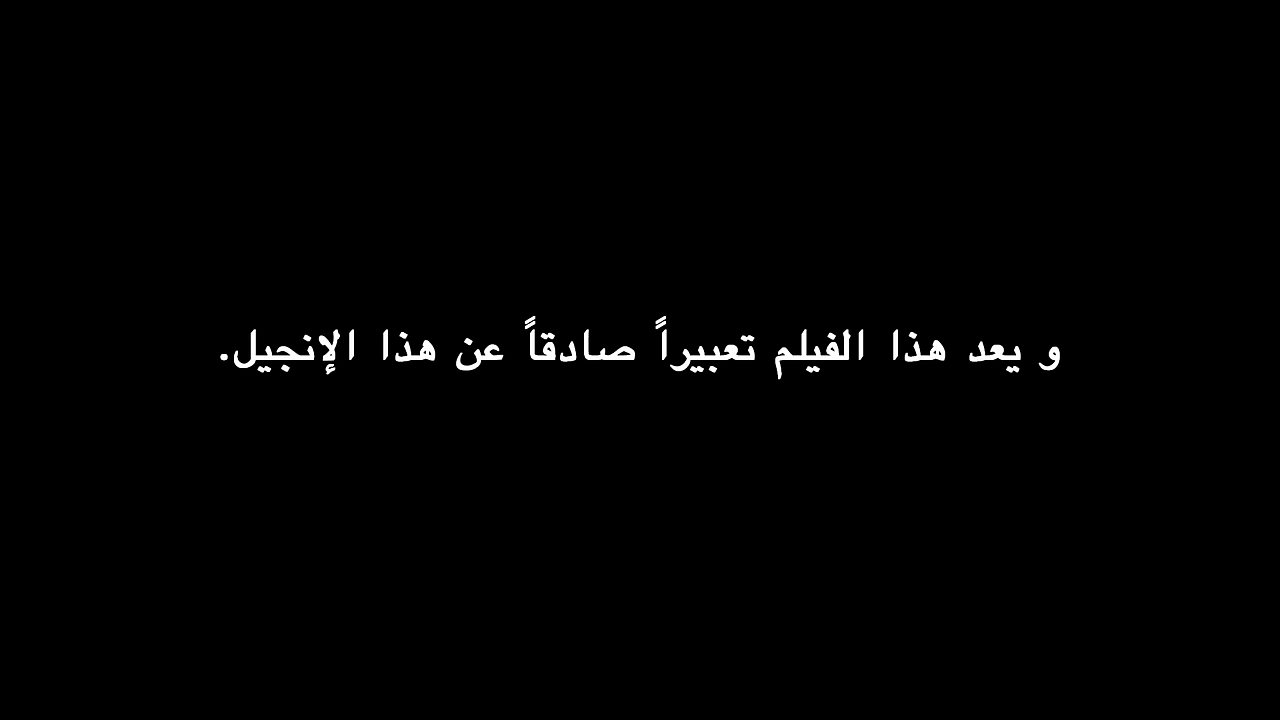 و يعد هذا الفيلم تعبيراً صادقاً عن هذا الإنجيل.